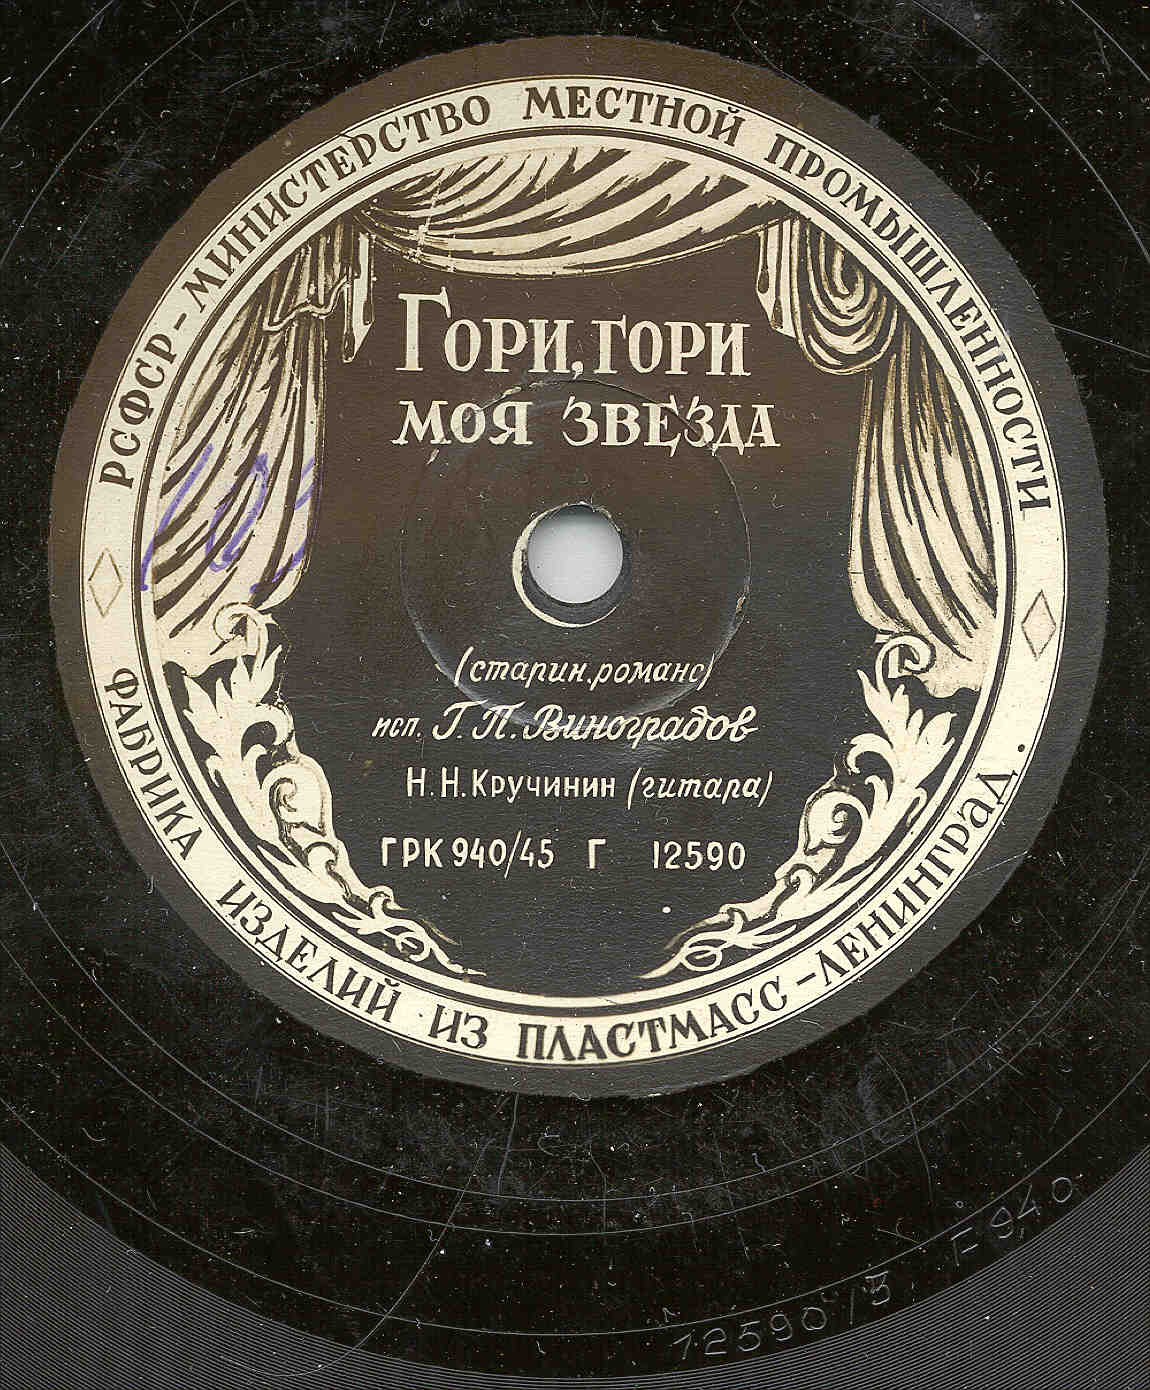 РСФСР - МИНИСТЕРСТВО МЕСТНОЙ ПРОМЫШЛЕННОСТИ
Гори, гори
моя звезда
(старин. романс)
исп. Г. П. Виноградов
Н. Н. Кручинин (гитара)
ГРК 940/45 Г 12590
ФАБРИКА ИЗДЕЛИЙ ИЗ ПЛАСТМАСС - ЛЕНИНГРАД.
12590/3 F 940